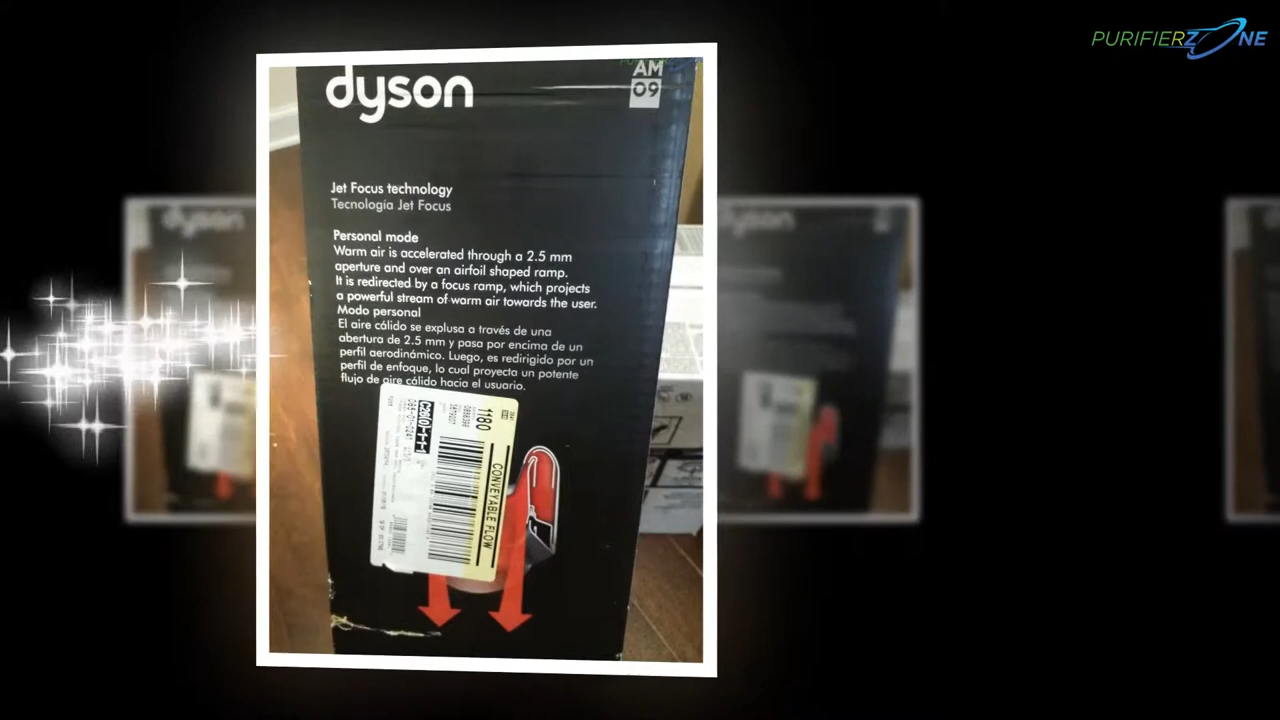 PURIFIERZONE
dyson
AM
09
Jet Focus technology
Tecnología Jet Focus
Personal mode
Warm air is accelerated through a 2.5 mm
aperture and over an airfoil shaped ramp.
It is redirected by a focus ramp, which projects
a powerful stream of warm air towards the user.
Modo personal
El aire cálido se explusa a través de una
abertura de 2.5 mm y pasa por encima de un
perfil aerodinámico. Luego, es redirigido por un
perfil de enfoque, lo cual proyecta un potente
flujo de aire cálido hacia el usuario.
1180
CONVEYABLE FLOW